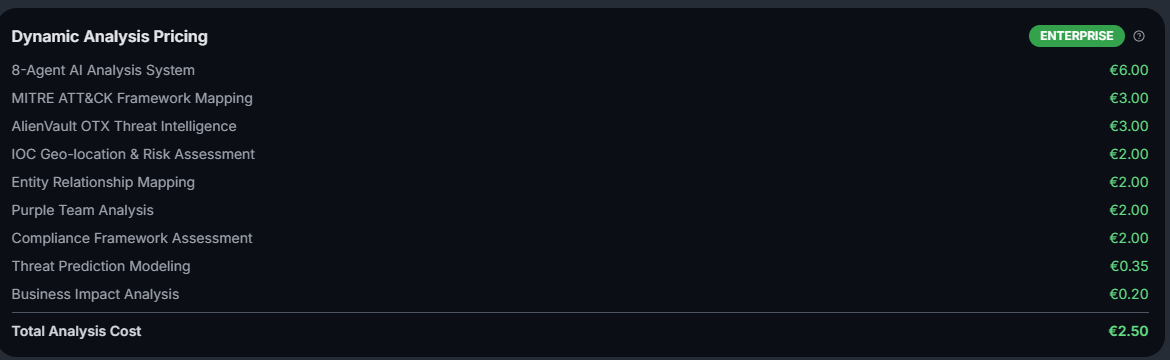 Dynamic Analysis Pricing ENTERPRISE
8-Agent AI Analysis System €6.00
MITRE ATT&CK Framework Mapping €3.00
AlienVault OTX Threat Intelligence €3.00
IOC Geo-location & Risk Assessment €2.00
Entity Relationship Mapping €2.00
Purple Team Analysis €2.00
Compliance Framework Assessment €2.00
Threat Prediction Modeling €0.35
Business Impact Analysis €0.20
Total Analysis Cost €2.50